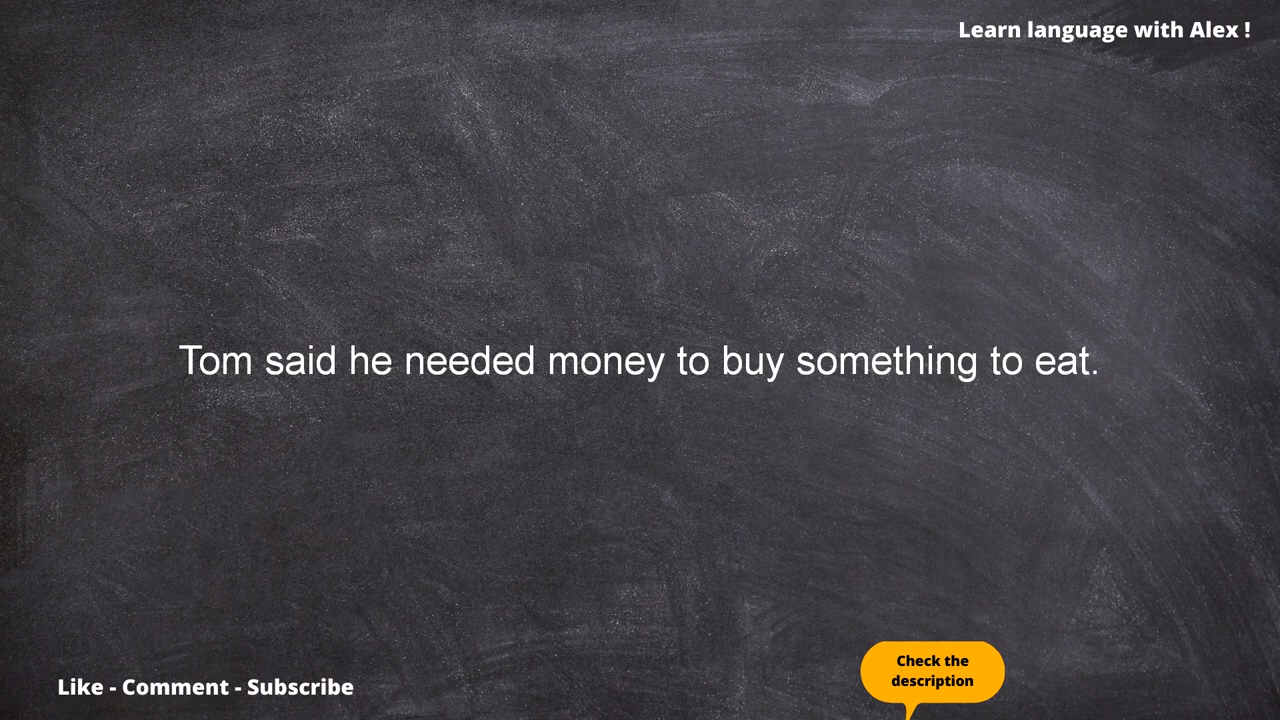 Learn language with Alex !
Tom said he needed money to buy something to eat.
Check the
description
Like - Comment - Subscribe